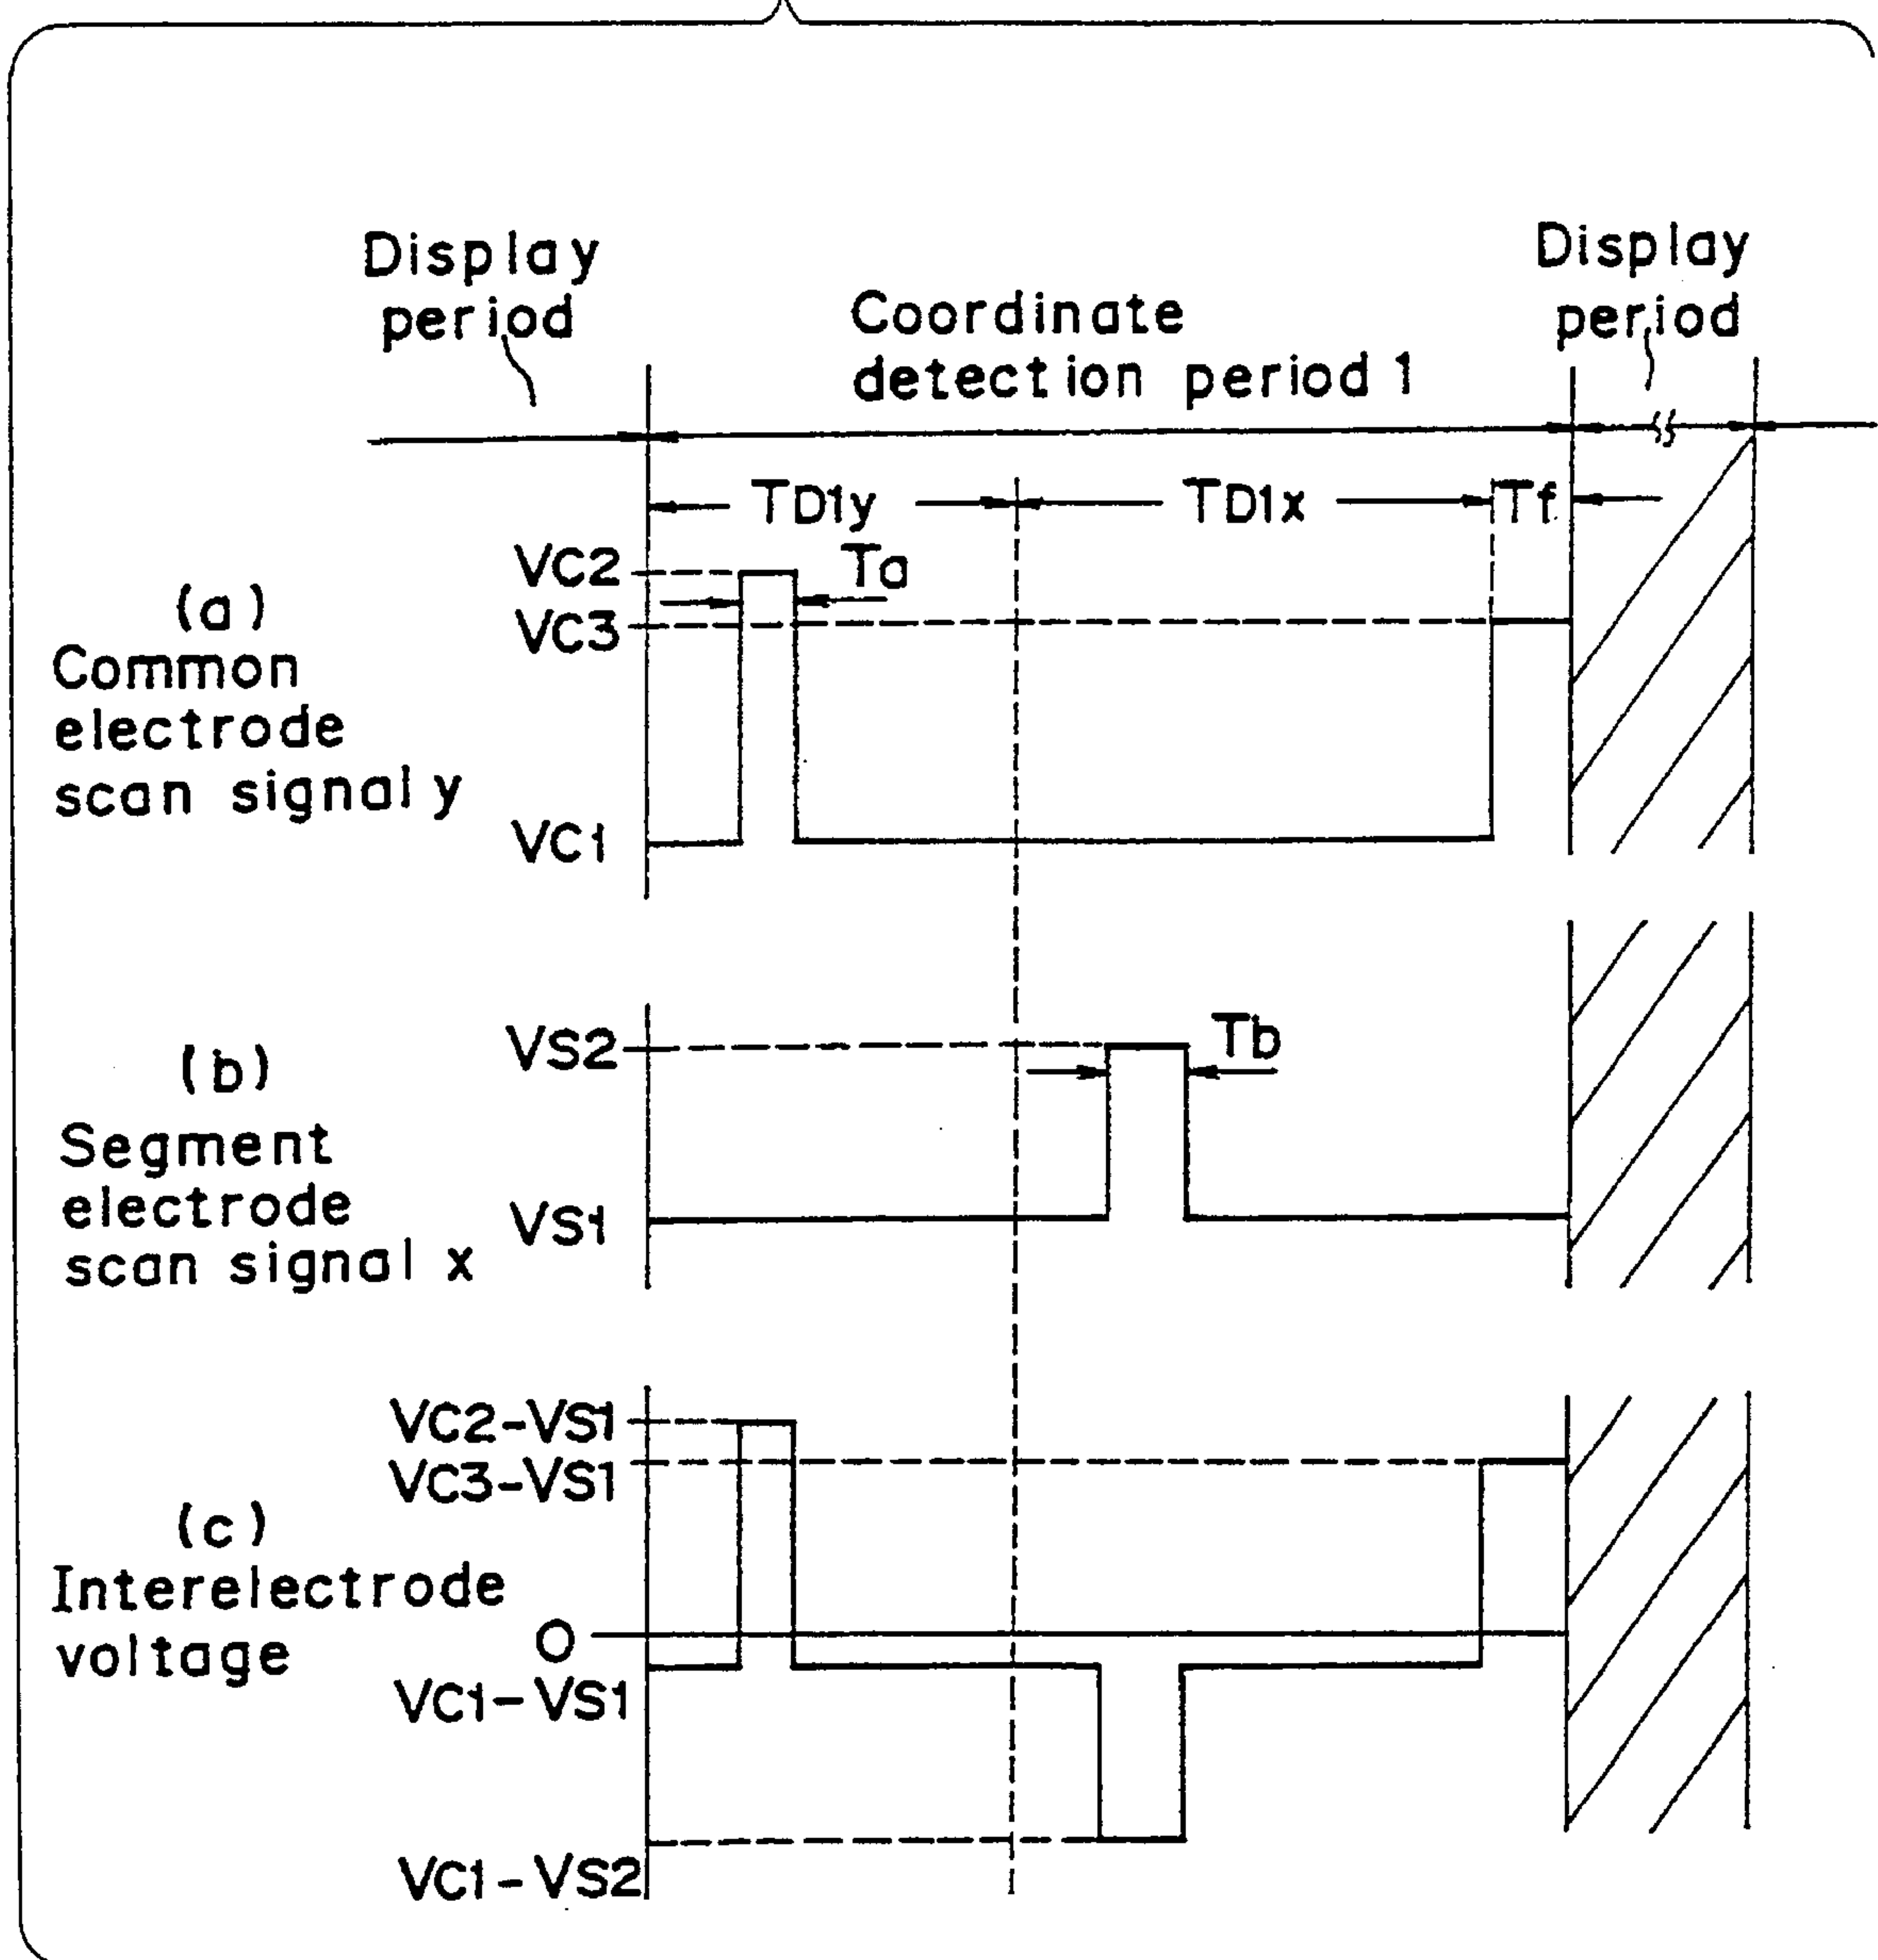 Display
period
Coordinate
detection period 1
Display
period
TD1y
TD1x
Tf
VC2
Ta
VC3
(a)
Common
electrode
scan signal y
VC1
VS2
Tb
(b)
Segment
electrode
scan signal x
VS1
VC2-VS1
VC3-VS1
(c)
Interelectrode
voltage
0
VC1-VS1
VC1-VS2